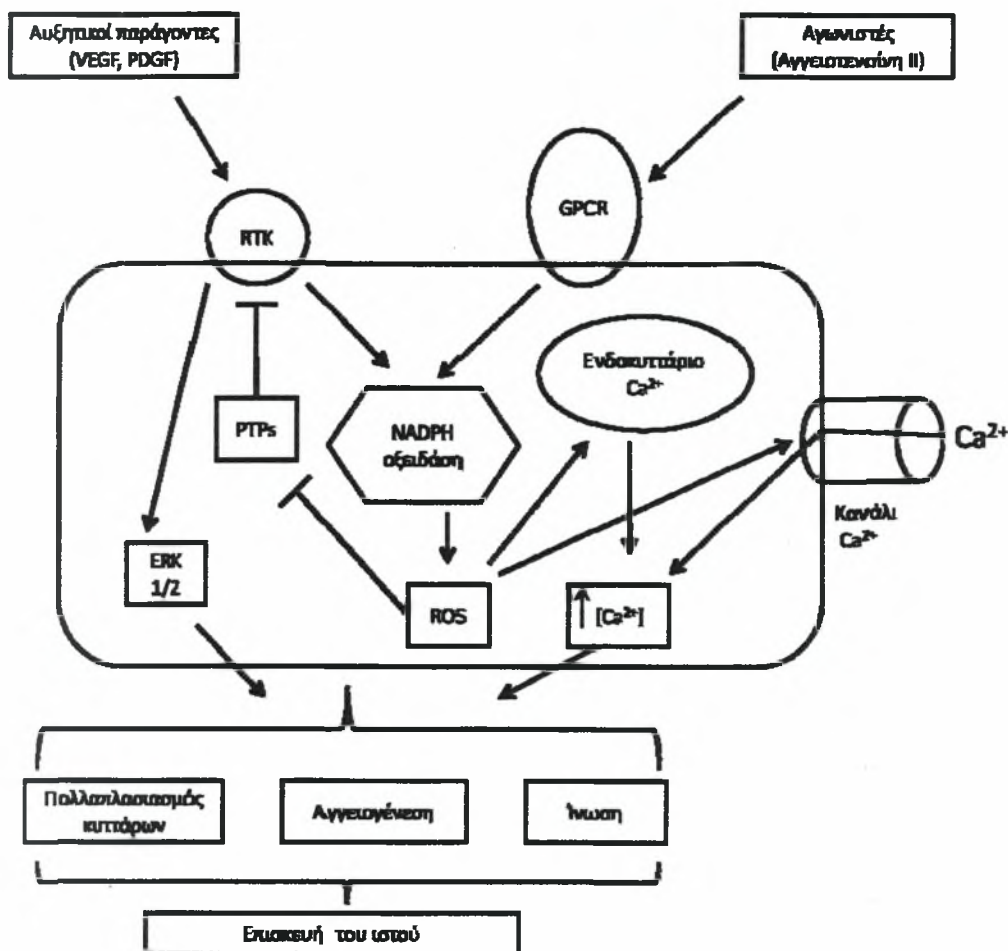 Αυξητικοί παράγοντες
(VEGF, PDGF)
Αγωνιστές
(Αγγειοτενσίνη II)
RTK
GPCR
Ενδοκυττάριο
Ca²⁺
PTPs
NADPH
οξειδάση
Ca²⁺
Κανάλι
Ca²⁺
ERK
1/2
ROS
[Ca²⁺]
Πολλαπλασιασμός
κυττάρων
Αγγειογένεση
Ίνωση
Επισκευή του ιστού